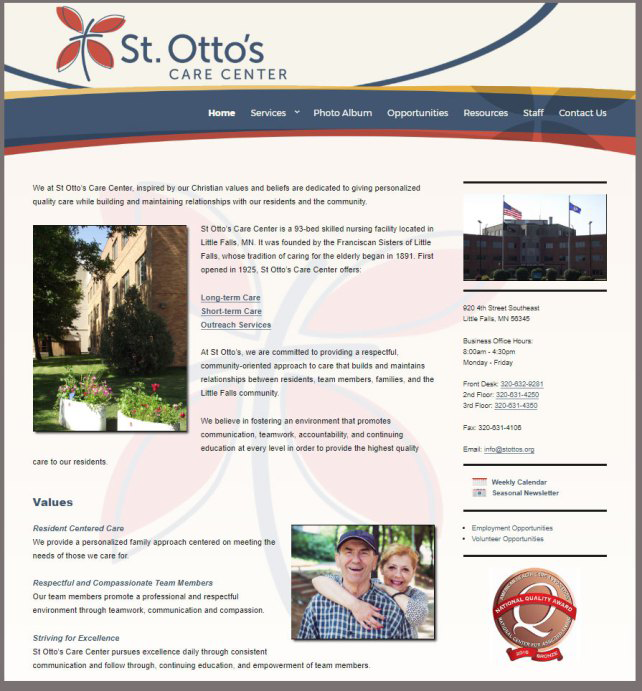 St. Otto's
CARE CENTER
Home Services Photo Album Opportunities Resources Staff Contact Us
We at St Otto's Care Center, inspired by our Christian values and beliefs are dedicated to giving personalized
quality care while building and maintaining relationships with our residents and the community.
St Otto's Care Center is a 93-bed skilled nursing facility located in
Little Falls, MN. It was founded by the Franciscan Sisters of Little
Falls, whose tradition of caring for the elderly began in 1891. First
opened in 1925, St Otto's Care Center offers:
Long-term Care
Short-term Care
Outreach Services
At St Otto's, we are committed to providing a respectful,
community-oriented approach to care that builds and maintains
relationships between residents, team members, families, and the
Little Falls community.
We believe in fostering an environment that promotes
communication, teamwork, accountability, and continuing
education at every level in order to provide the highest quality
care to our residents.
Values
Resident Centered Care
We provide a personalized family approach centered on meeting the
needs of those we care for.
Respectful and Compassionate Team Members
Our team members promote a professional and respectful
environment through teamwork, communication and compassion.
Striving for Excellence
St Otto's Care Center pursues excellence daily through consistent
communication and follow through, continuing education, and empowerment of team members.
920 4th Street Southeast
Little Falls, MN 56345
Business Office Hours:
8:00am - 4:30pm
Monday - Friday
Front Desk: 320-632-9281
2nd Floor: 320-631-4250
3rd Floor: 320-631-4350
Fax: 320-631-4106
Email: info@stottos.org
Weekly Calendar
Seasonal Newsletter
Employment Opportunities
Volunteer Opportunities
NATIONAL QUALITY AWARD
BRONZE